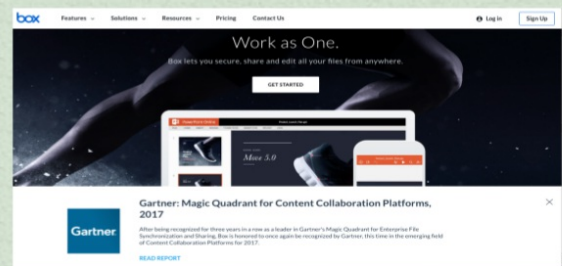 box Features Solutions Resources Pricing Contact Us Log in Sign Up
Work as One.
Box lets you secure, share and edit all your files from anywhere.
GET STARTED
PowerPoint Online
Move 5.0
Gartner: Magic Quadrant for Content Collaboration Platforms,
2017
Gartner
After being recognized for three years in a row as a leader in Gartner's Magic Quadrant for Enterprise File
Synchronization and Sharing, Box is honored to once again be recognized by Gartner, this time in the emerging field
of Content Collaboration Platforms for 2017.
READ REPORT